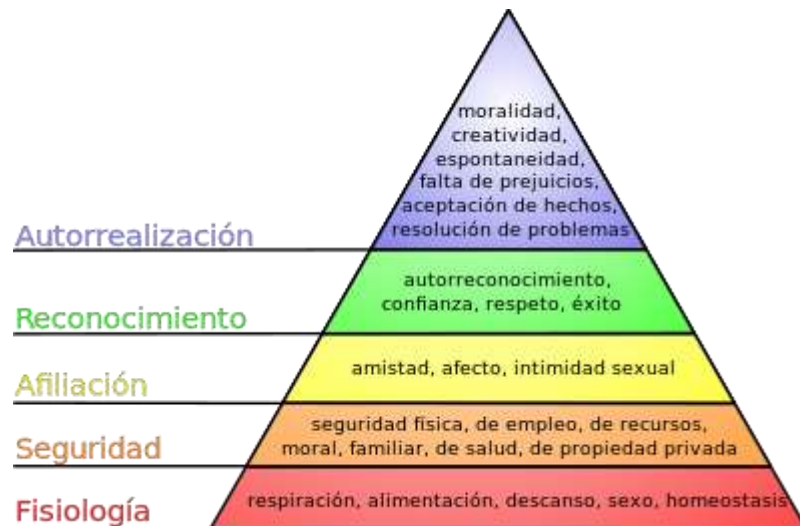 moralidad,
creatividad,
espontaneidad,
falta de prejuicios,
aceptación de hechos,
resolución de problemas
Autorrealización
autorreconocimiento,
confianza, respeto, éxito
Reconocimiento
amistad, afecto, intimidad sexual
Afiliación
seguridad física, de empleo, de recursos,
moral, familiar, de salud, de propiedad privada
Seguridad
respiración, alimentación, descanso, sexo, homeostasis
Fisiología